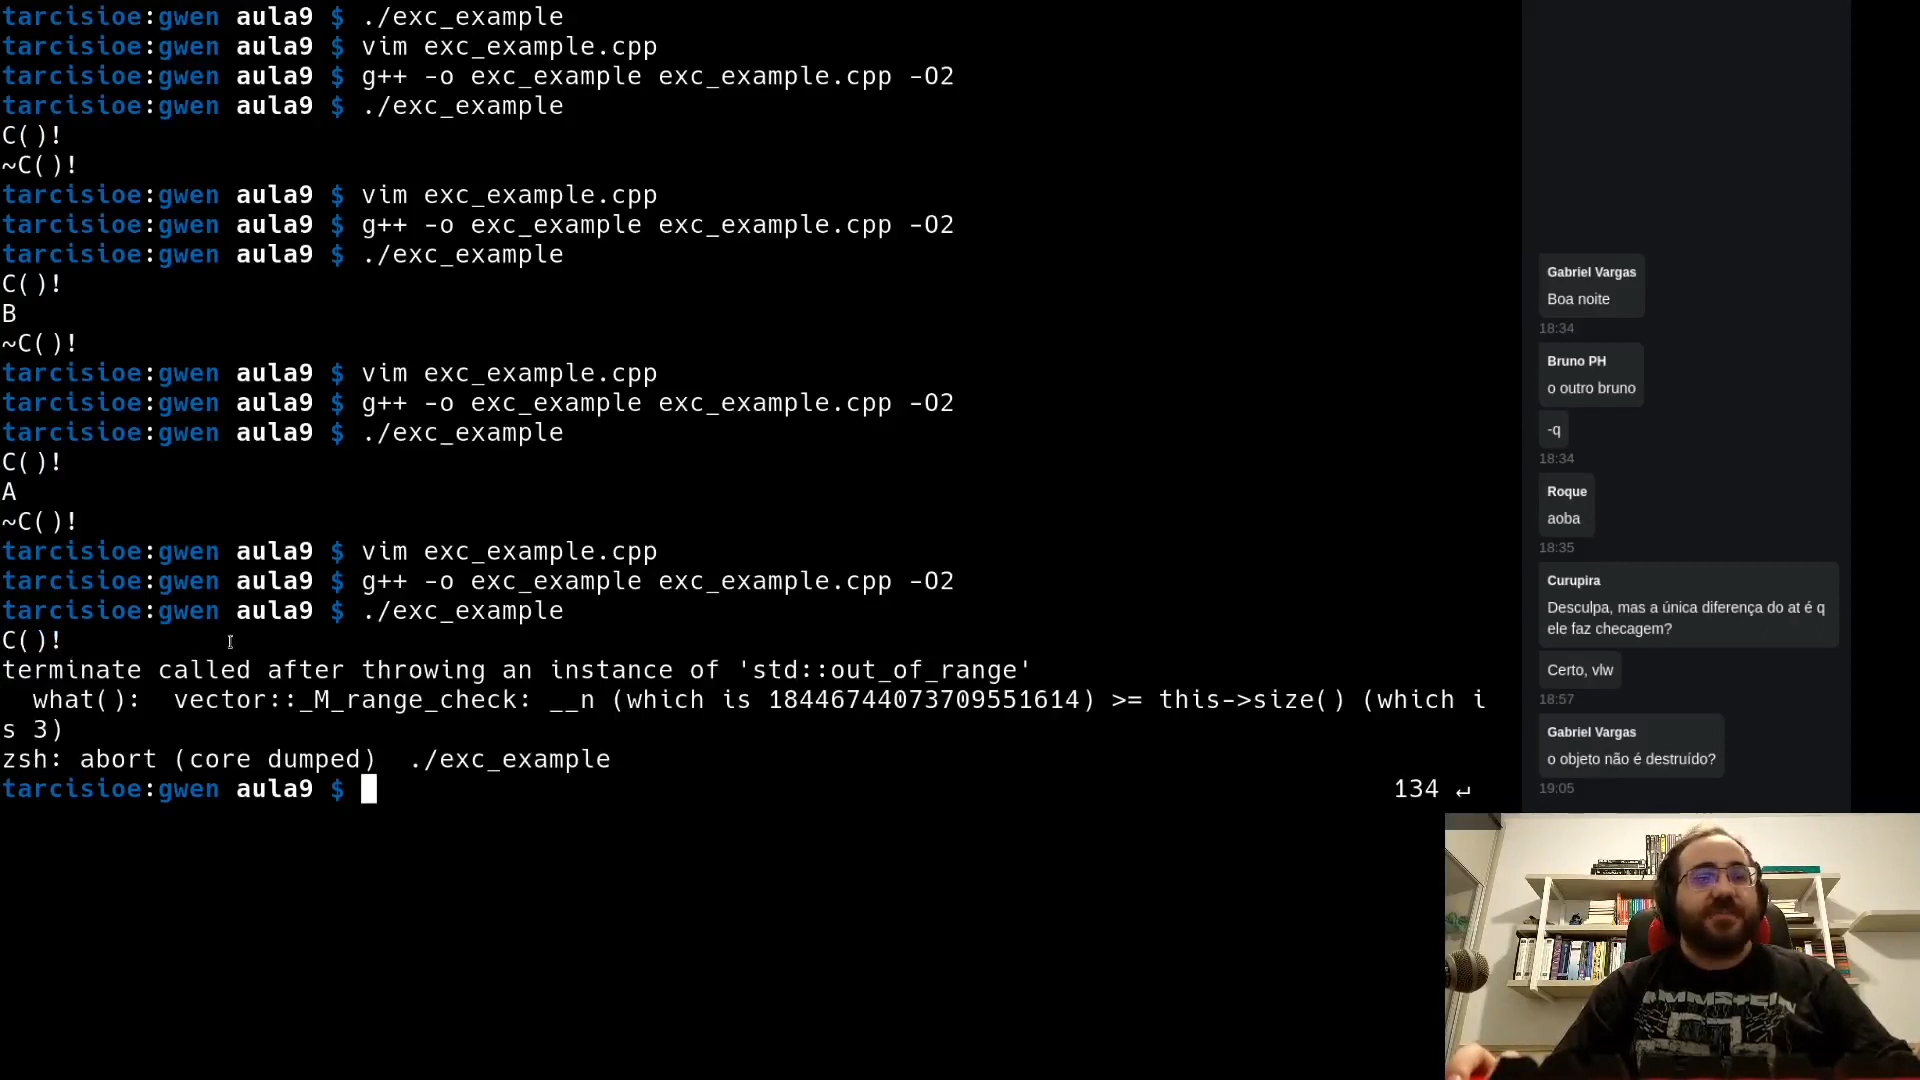 tarcisioe:gwen aula9 $ ./exc_example
tarcisioe:gwen aula9 $ vim exc_example.cpp
tarcisioe:gwen aula9 $ g++ -o exc_example exc_example.cpp -O2
tarcisioe:gwen aula9 $ ./exc_example
C()!
~C()!
tarcisioe:gwen aula9 $ vim exc_example.cpp
tarcisioe:gwen aula9 $ g++ -o exc_example exc_example.cpp -O2
tarcisioe:gwen aula9 $ ./exc_example
C()!
B
~C()!
tarcisioe:gwen aula9 $ vim exc_example.cpp
tarcisioe:gwen aula9 $ g++ -o exc_example exc_example.cpp -O2
tarcisioe:gwen aula9 $ ./exc_example
C()!
A
~C()!
tarcisioe:gwen aula9 $ vim exc_example.cpp
tarcisioe:gwen aula9 $ g++ -o exc_example exc_example.cpp -O2
tarcisioe:gwen aula9 $ ./exc_example
C()!
terminate called after throwing an instance of 'std::out_of_range'
  what():  vector::_M_range_check: __n (which is 18446744073709551614) >= this->size() (which i
s 3)
zsh: abort (core dumped)  ./exc_example
tarcisioe:gwen aula9 $
134 ↵
Gabriel Vargas
Boa noite
18:34
Bruno PH
o outro bruno
-q
18:34
Roque
aoba
18:35
Curupira
Desculpa, mas a única diferença do at é q
ele faz checagem?
Certo, vlw
18:57
Gabriel Vargas
o objeto não é destruído?
19:05
RAMMSTEIN